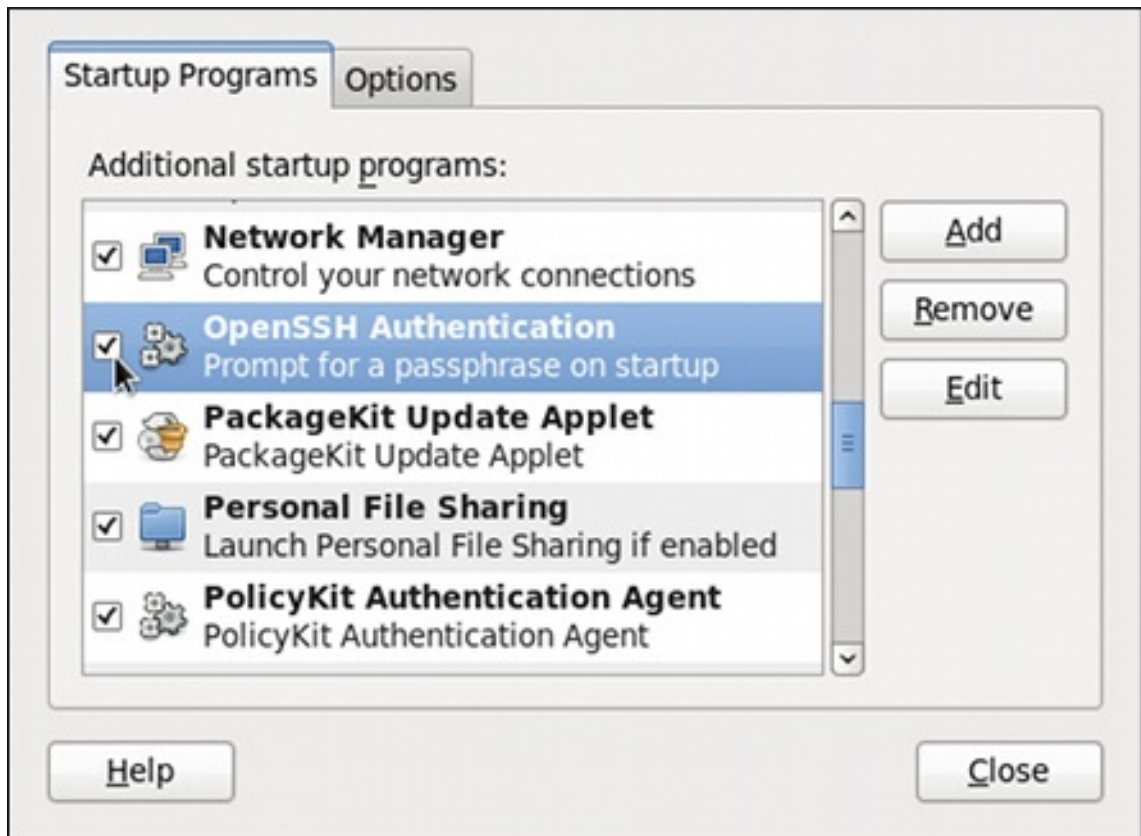 Startup Programs
Options
Additional startup programs:
Network Manager
Control your network connections
OpenSSH Authentication
Prompt for a passphrase on startup
PackageKit Update Applet
PackageKit Update Applet
Personal File Sharing
Launch Personal File Sharing if enabled
PolicyKit Authentication Agent
PolicyKit Authentication Agent
Add
Remove
Edit
Help
Close